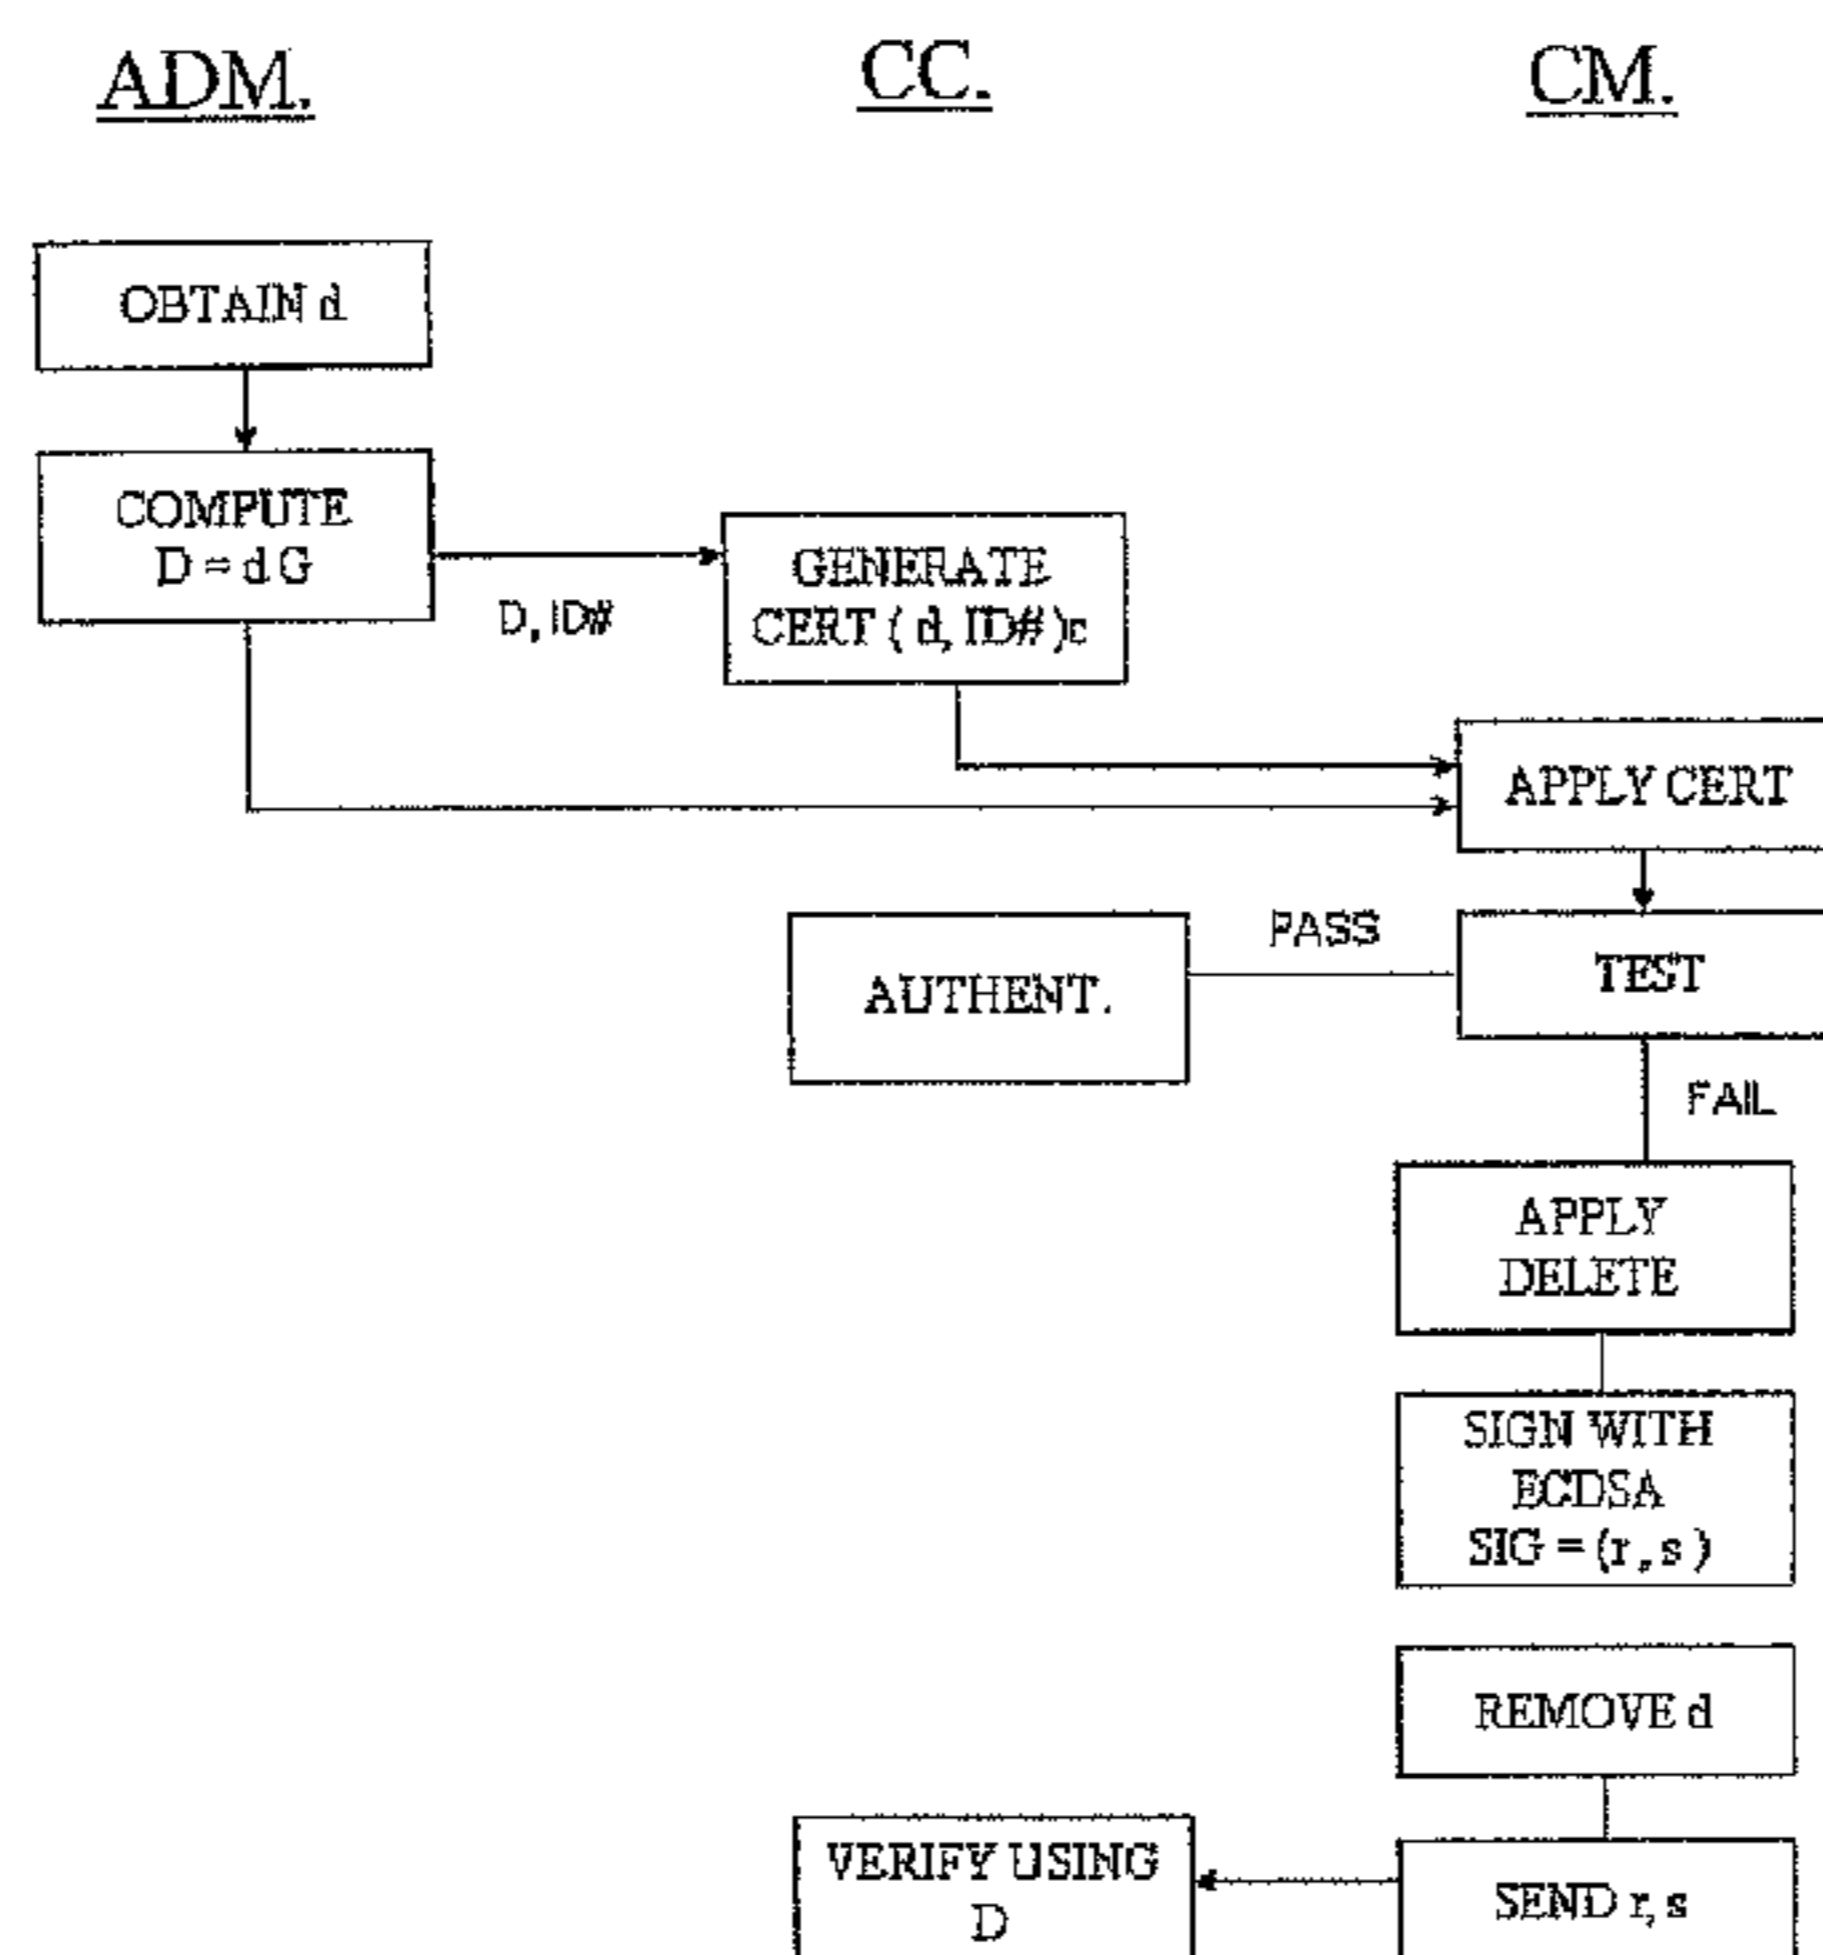 ADM.
CC.
CM.
OBTAIN d
COMPUTE
D = d G
D, ID#
GENERATE
CERT ( d, ID# )c
APPLY CERT
PASS
AUTHENT.
TEST
FAIL
APPLY
DELETE
SIGN WITH
ECDSA
SIG = (r, s )
REMOVE d
VERIFY USING
D
SEND r, s